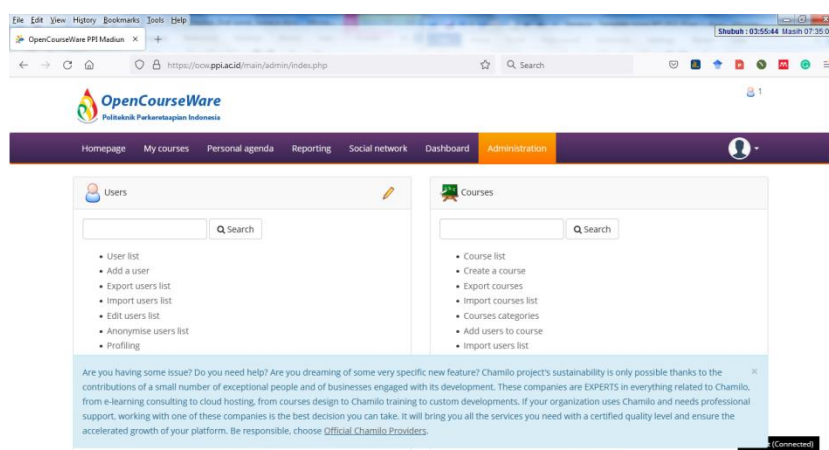 File Edit View History Bookmarks Tools Help
Shubuh : 03:55:44 Masih 07:35:0
OpenCourseWare PPI Madiun × +
https://ocw.ppi.ac.id/main/admin/index.php
Search
OpenCourseWare
Politeknik Perkeretaapian Indonesia
1
Homepage My courses Personal agenda Reporting Social network Dashboard Administration
Users
Search
• User list
• Add a user
• Export users list
• Import users list
• Edit users list
• Anonymise users list
• Profiling
Courses
Search
• Course list
• Create a course
• Export courses
• Import courses list
• Courses categories
• Add users to course
• Import users list
Are you having some issue? Do you need help? Are you dreaming of some very specific new feature? Chamilo project's sustainability is only possible thanks to the ×
contributions of a small number of exceptional people and of businesses engaged with its development. These companies are EXPERTS in everything related to Chamilo,
from e-learning consulting to cloud hosting, from courses design to Chamilo training to custom developments. If your organization uses Chamilo and needs professional
support, working with one of these companies is the best decision you can take. It will bring you all the services you need with a certified quality level and ensure the
accelerated growth of your platform. Be responsible, choose Official Chamilo Providers.
(Connected)